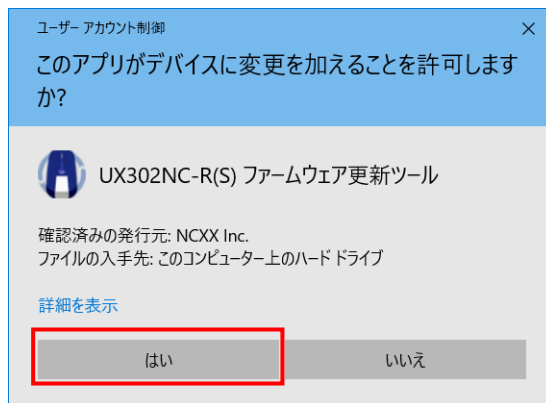 ユーザー アカウント制御
このアプリがデバイスに変更を加えることを許可します
か?
UX302NC-R(S) ファームウェア更新ツール
確認済みの発行元: NCXX Inc.
ファイルの入手先: このコンピューター上のハード ドライブ
詳細を表示
はい
いいえ